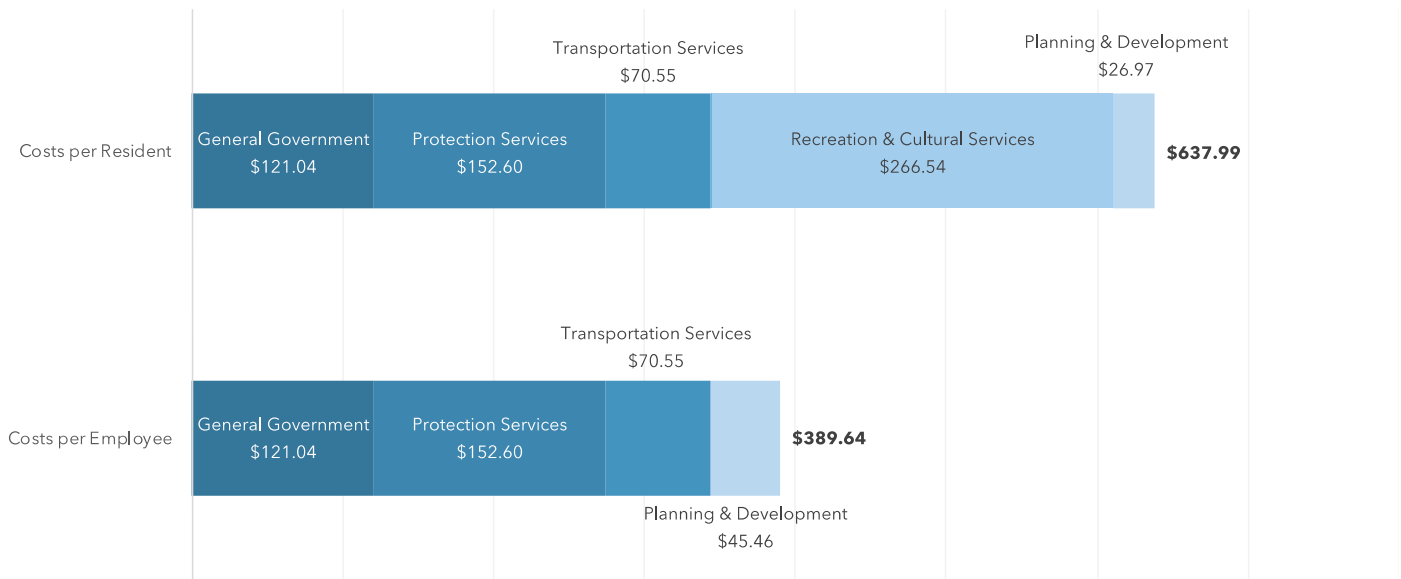 Transportation Services
$70.55
Planning & Development
$26.97
Costs per Resident
General Government
$121.04
Protection Services
$152.60
Recreation & Cultural Services
$266.54
$637.99
Transportation Services
$70.55
Costs per Employee
General Government
$121.04
Protection Services
$152.60
$389.64
Planning & Development
$45.46